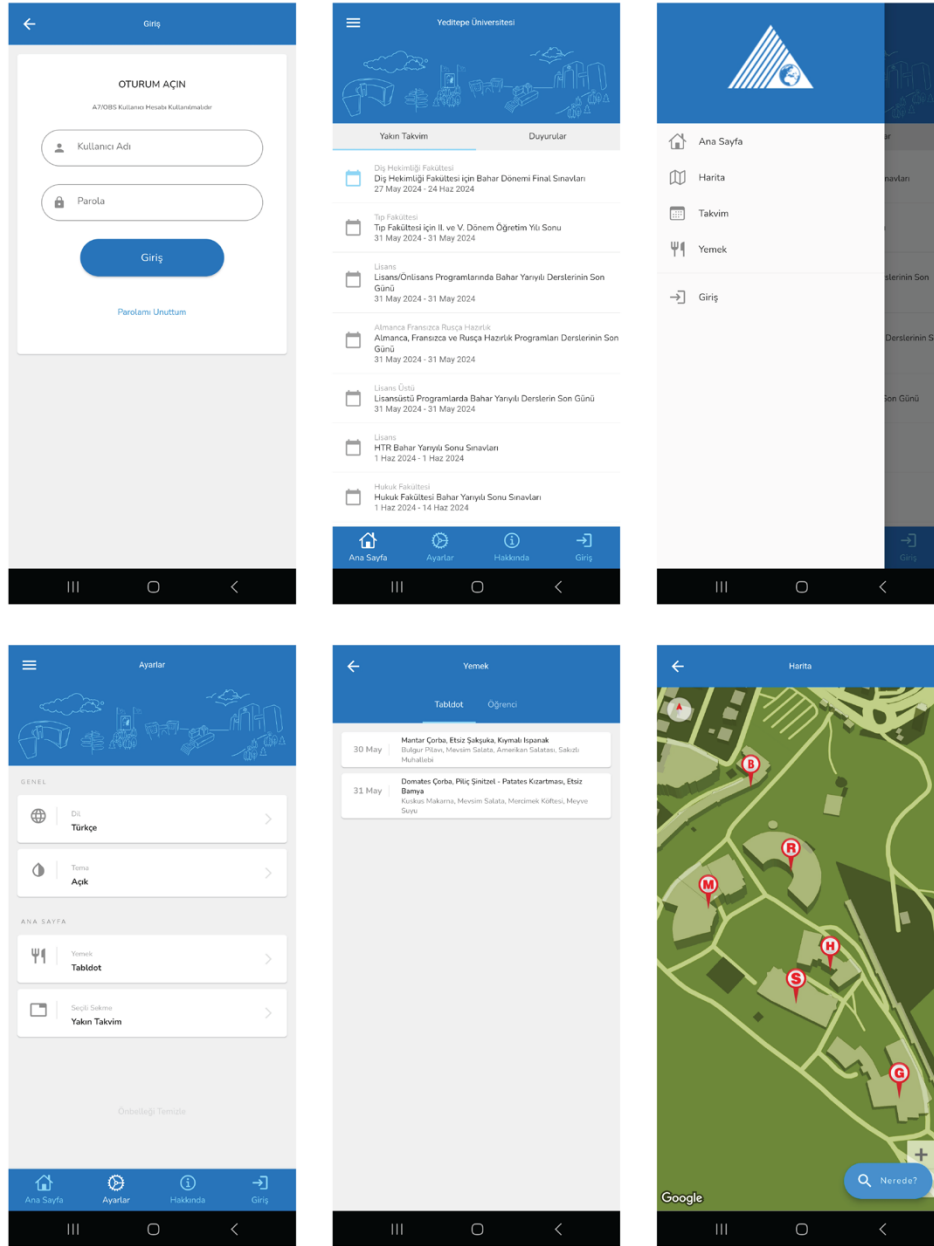 Giriş
OTURUM AÇIN
A7/OBS Kullanıcı Hesabı Kullanılmalıdır
Kullanıcı Adı
Parola
Giriş
Parolamı Unuttum
Yeditepe Üniversitesi
Yakın Takvim
Duyurular
Diş Hekimliği Fakültesi
Diş Hekimliği Fakültesi için Bahar Dönemi Final Sınavları
27 May 2024 - 24 Haz 2024
Tıp Fakültesi
Tıp Fakültesi için II. ve V. Dönem Öğretim Yılı Sonu
31 May 2024 - 31 May 2024
Lisans
Lisans/Önlisans Programlarında Bahar Yarıyılı Derslerinin Son
Günü
31 May 2024 - 31 May 2024
Almanca Fransızca Rusça Hazırlık
Almanca, Fransızca ve Rusça Hazırlık Programları Derslerinin Son
Günü
31 May 2024 - 31 May 2024
Lisans Üstü
Lisansüstü Programlarda Bahar Yarıyılı Derslerin Son Günü
31 May 2024 - 31 May 2024
Lisans
HTR Bahar Yarıyılı Sonu Sınavları
1 Haz 2024 - 1 Haz 2024
Hukuk Fakültesi
Hukuk Fakültesi Bahar Yarıyılı Sonu Sınavları
1 Haz 2024 - 14 Haz 2024
Ana Sayfa
Ayarlar
Hakkında
Giriş
Ana Sayfa
Harita
Takvim
Yemek
Giriş
slerinin Son
Derslerinin S
Son Günü
Giriş
Ayarlar
GENEL
Dil
Türkçe
Tema
Açık
ANA SAYFA
Yemek
Tabldot
Seçili Sekme
Yakın Takvim
Önbelleği Temizle
Ana Sayfa
Ayarlar
Hakkında
Giriş
Yemek
Tabldot
Öğrenci
30 May
Mantar Çorba, Etsiz Şakşuka, Kıymalı Ispanak
Bulgur Pilavı, Mevsim Salata, Amerikan Salatası, Sakızlı
Muhallebi
31 May
Domates Çorba, Piliç Şinitzel - Patates Kızartması, Etsiz
Bamya
Kuskus Makarna, Mevsim Salata, Mercimek Köftesi, Meyve
Suyu
Harita
B
R
M
H
S
G
Nerede?
Google